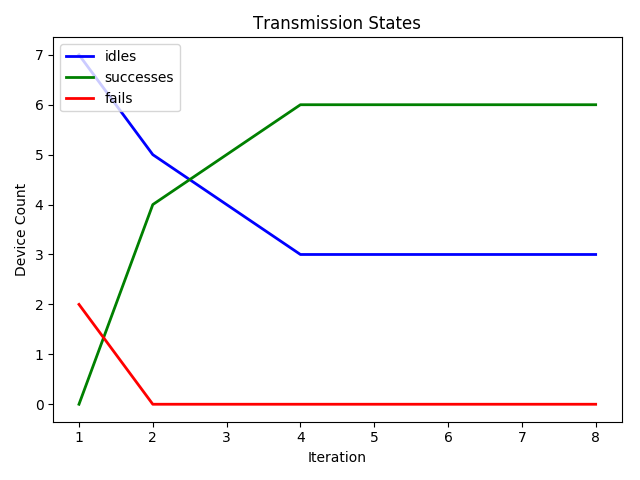 Transmission States
idles
successes
fails
7
6
5
4
3
2
1
0
Device Count
1 2 3 4 5 6 7 8
Iteration